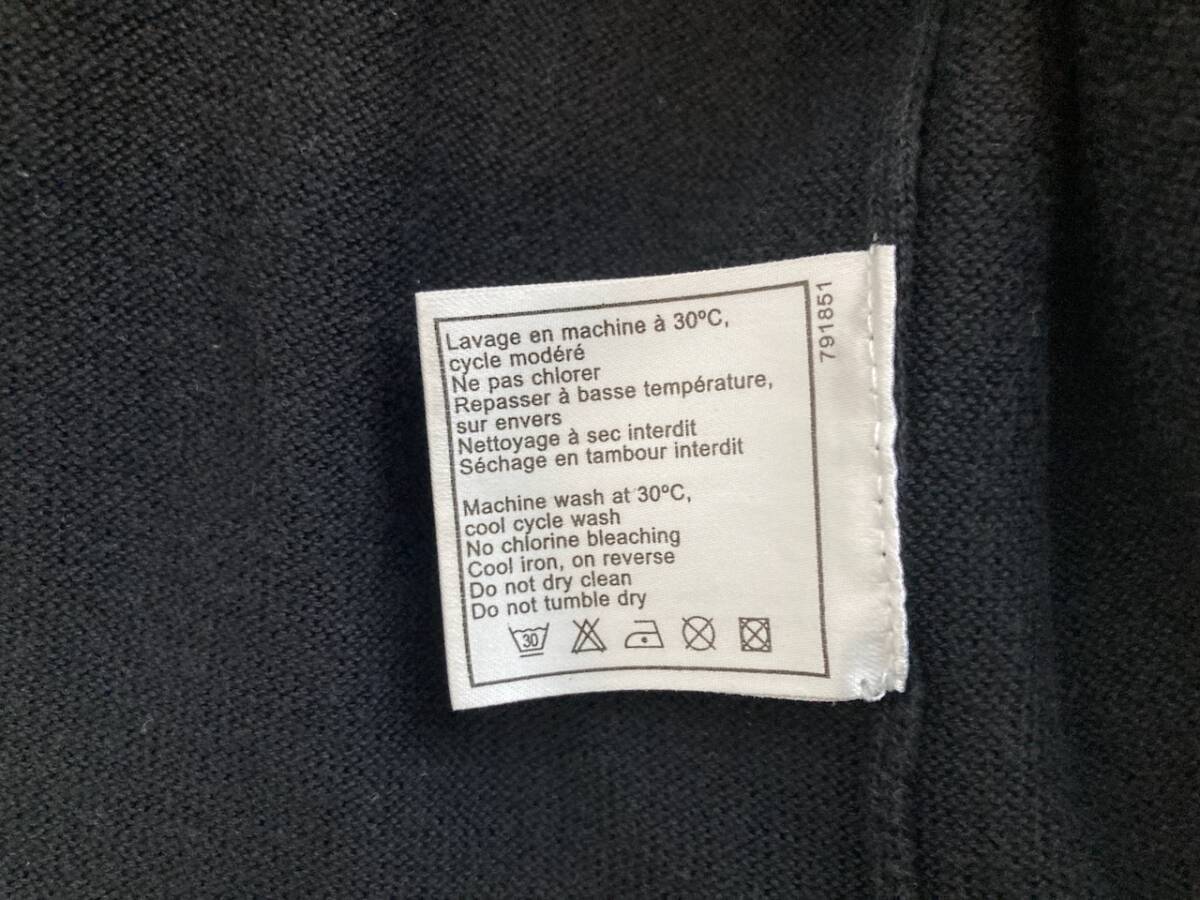 Lavage en machine à 30ºC,
cycle modéré
Ne pas chlorer
Repasser à basse température,
sur envers
Nettoyage à sec interdit
Séchage en tambour interdit
Machine wash at 30ºC,
cool cycle wash
No chlorine bleaching
Cool iron, on reverse
Do not dry clean
Do not tumble dry
30
791851